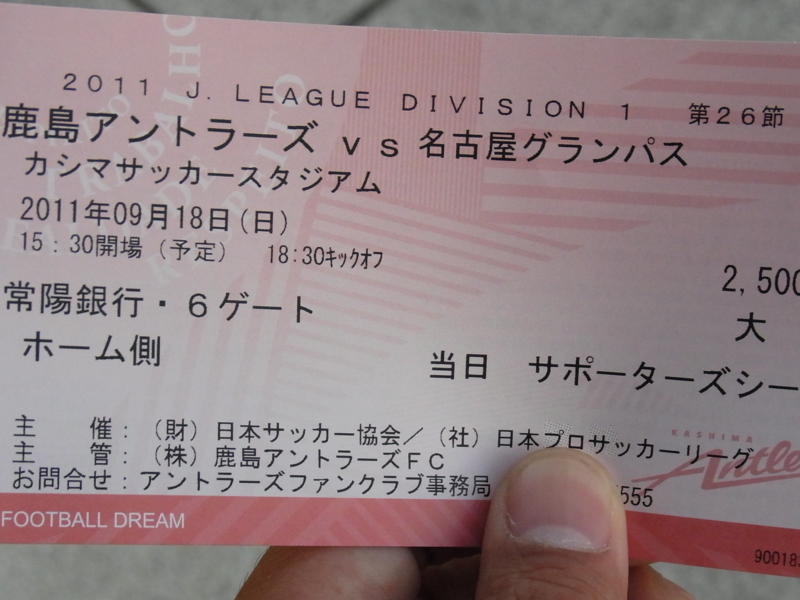 2011 J. LEAGUE DIVISION 1 第26節
鹿島アントラーズ vs 名古屋グランパス
カシマサッカースタジアム
2011年09月18日(日)
15:30開場(予定) 18:30ｷｯｸｵﾌ
2,500
常陽銀行・6ゲート
大
ホーム側
当日 サポーターズシー
主 催:(財)日本サッカー協会/(社)日本プロサッカーリーグ
主 管:(株)鹿島アントラーズFC
お問合せ:アントラーズファンクラブ事務局
5555
KASHIMA
Antle
FOOTBALL DREAM
90018